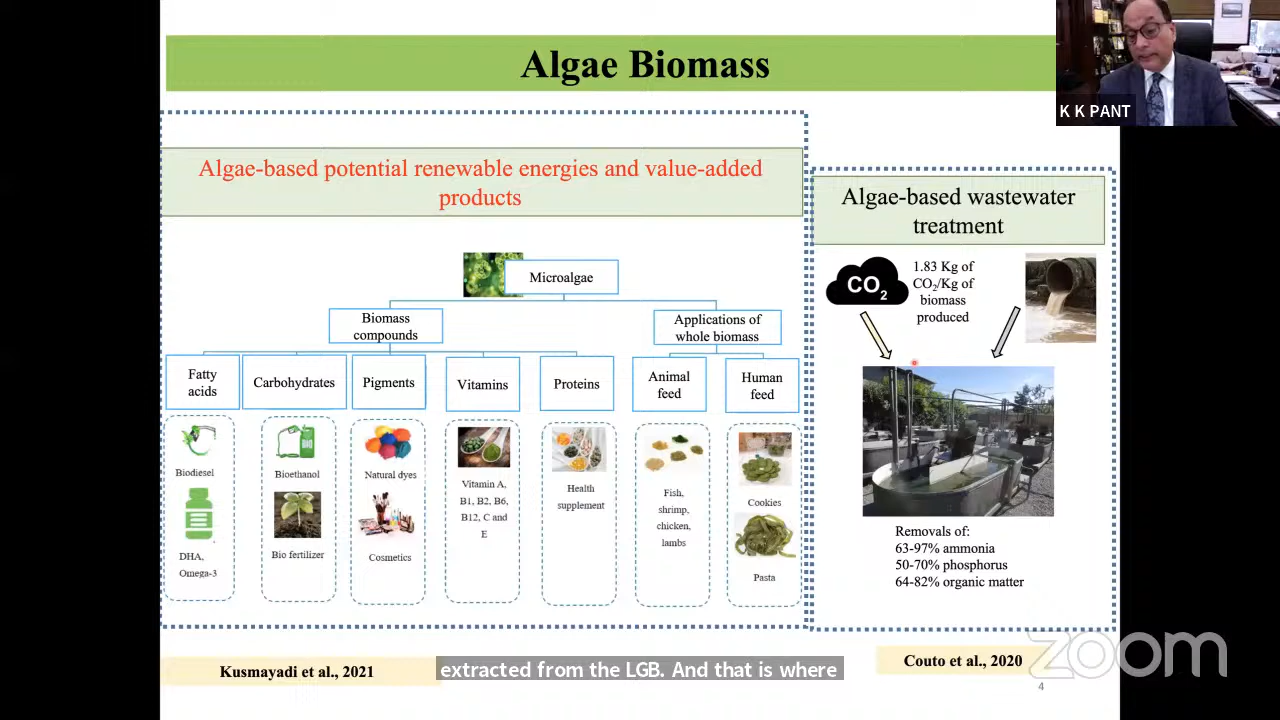 Algae Biomass
K K PANT
Algae-based potential renewable energies and value-added
products
Microalgae
Biomass
compounds
Applications of
whole biomass
Fatty
acids
Carbohydrates
Pigments
Vitamins
Proteins
Animal
feed
Human
feed
Biodiesel
DHA,
Omega-3
BIO
Bioethanol
Bio fertilizer
Natural dyes
Cosmetics
Vitamin A,
B1, B2, B6,
B12, C and
E
Health
supplement
Fish,
shrimp,
chicken,
lambs
Cookies
Pasta
Algae-based wastewater
treatment
CO2
1.83 Kg of
CO2/Kg of
biomass
produced
Removals of:
63-97% ammonia
50-70% phosphorus
64-82% organic matter
Kusmayadi et al., 2021
Couto et al., 2020
extracted from the LGB. And that is where
zoom
4